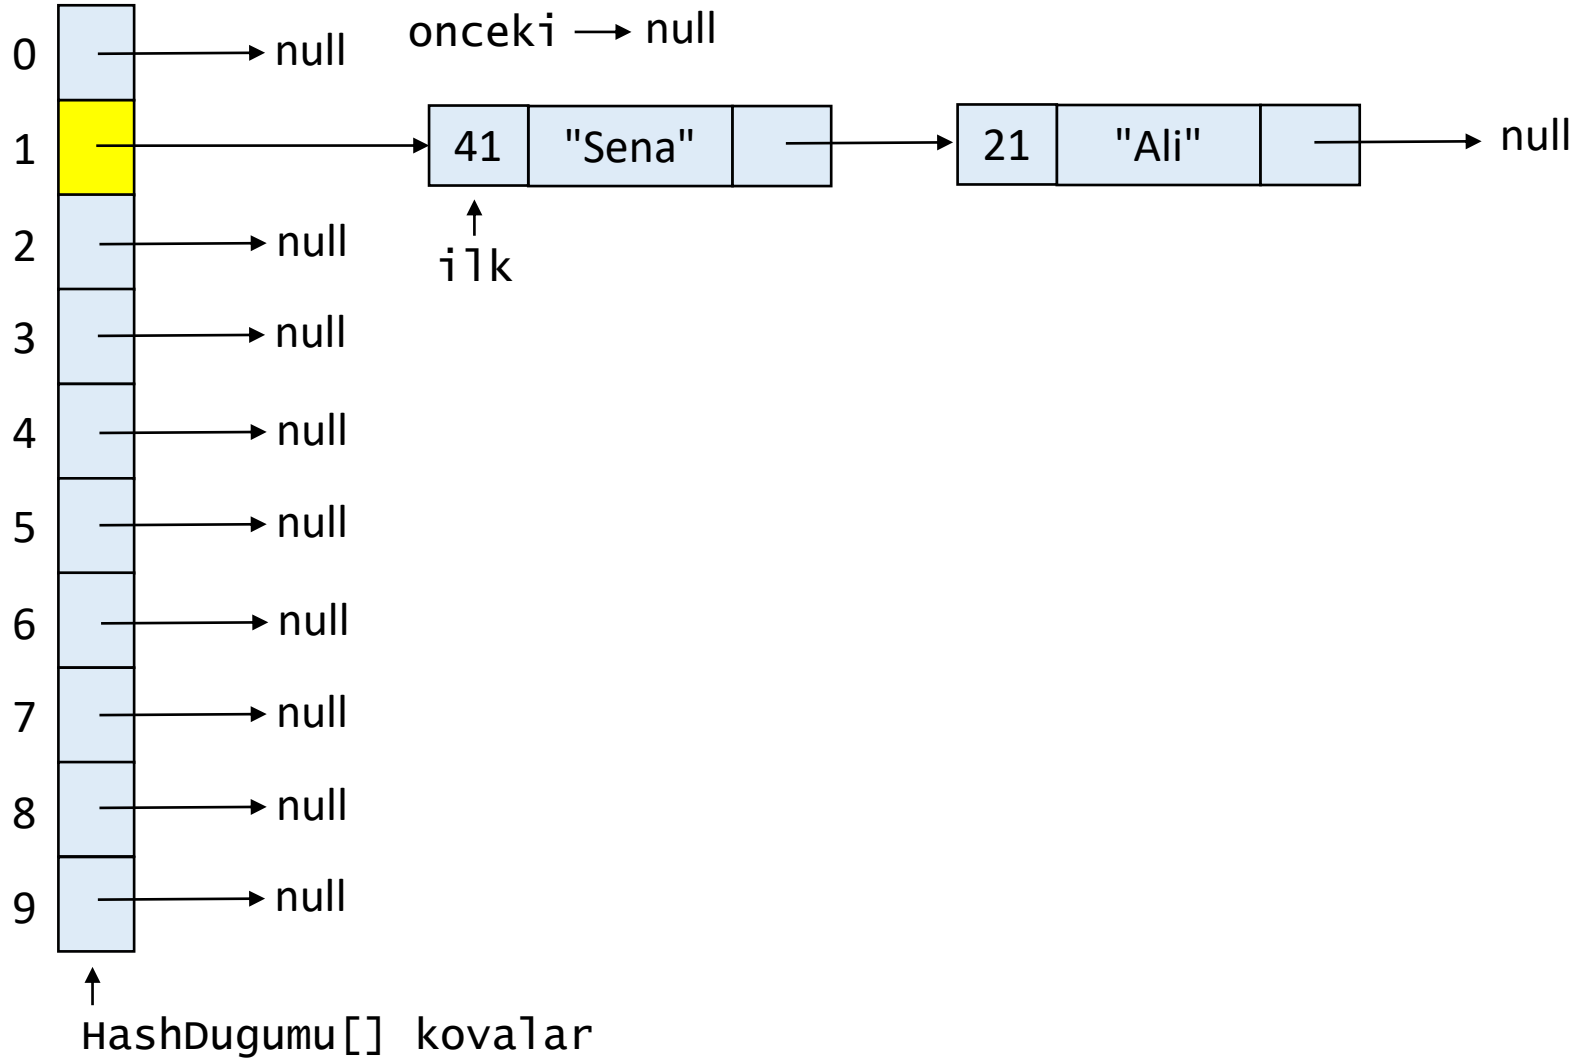 0 null onceki null
1 41 "Sena" 21 "Ali" null
ilk
2 null
3 null
4 null
5 null
6 null
7 null
8 null
9 null
HashDugumu[] kovalar